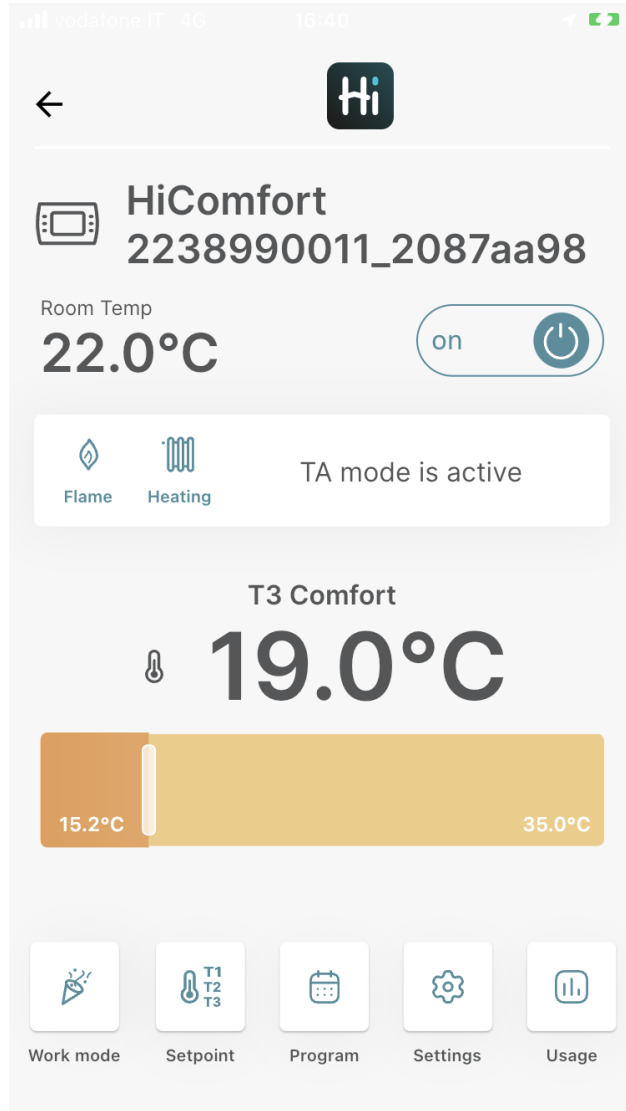 vodafone IT 4G 16:40
Hi
HiComfort
2238990011_2087aa98
Room Temp
22.0°C
on
Flame Heating TA mode is active
T3 Comfort
19.0°C
15.2°C 35.0°C
T1
T2
T3
Work mode Setpoint Program Settings Usage